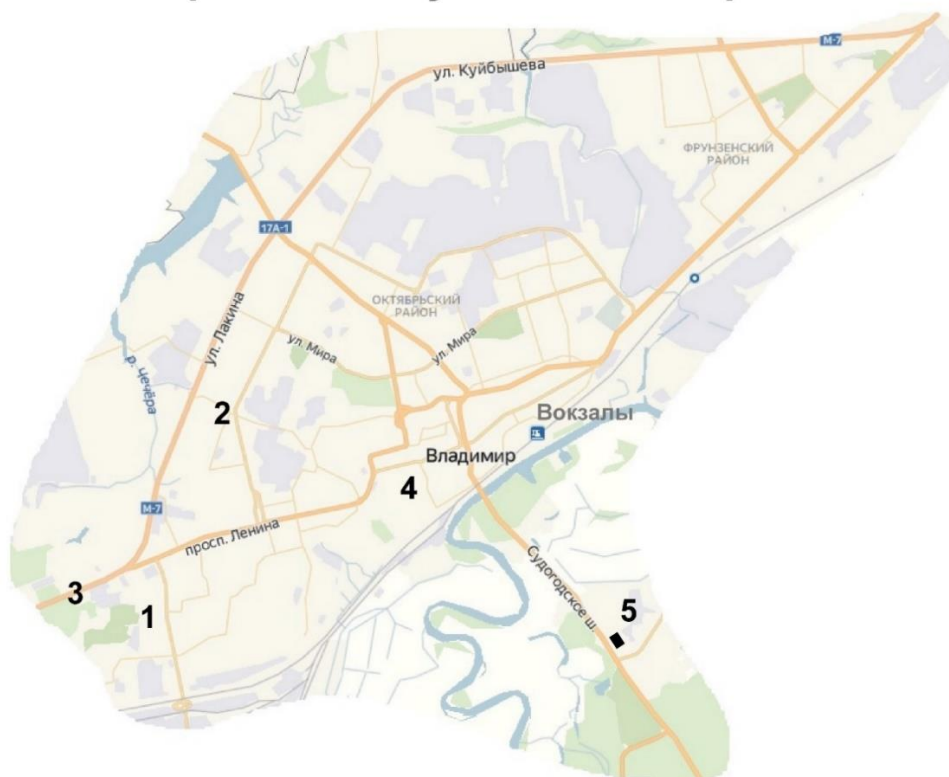 М-7
ул. Куйбышева
ФРУНЗЕНСКИЙ
РАЙОН
17А-1
ОКТЯБРЬСКИЙ
РАЙОН
ул. Лакина
ул. Мира
ул. Мира
р. Чечёра
2
Вокзалы
Владимир
4
М-7
просп. Ленина
Судогодское ш.
3
1
5